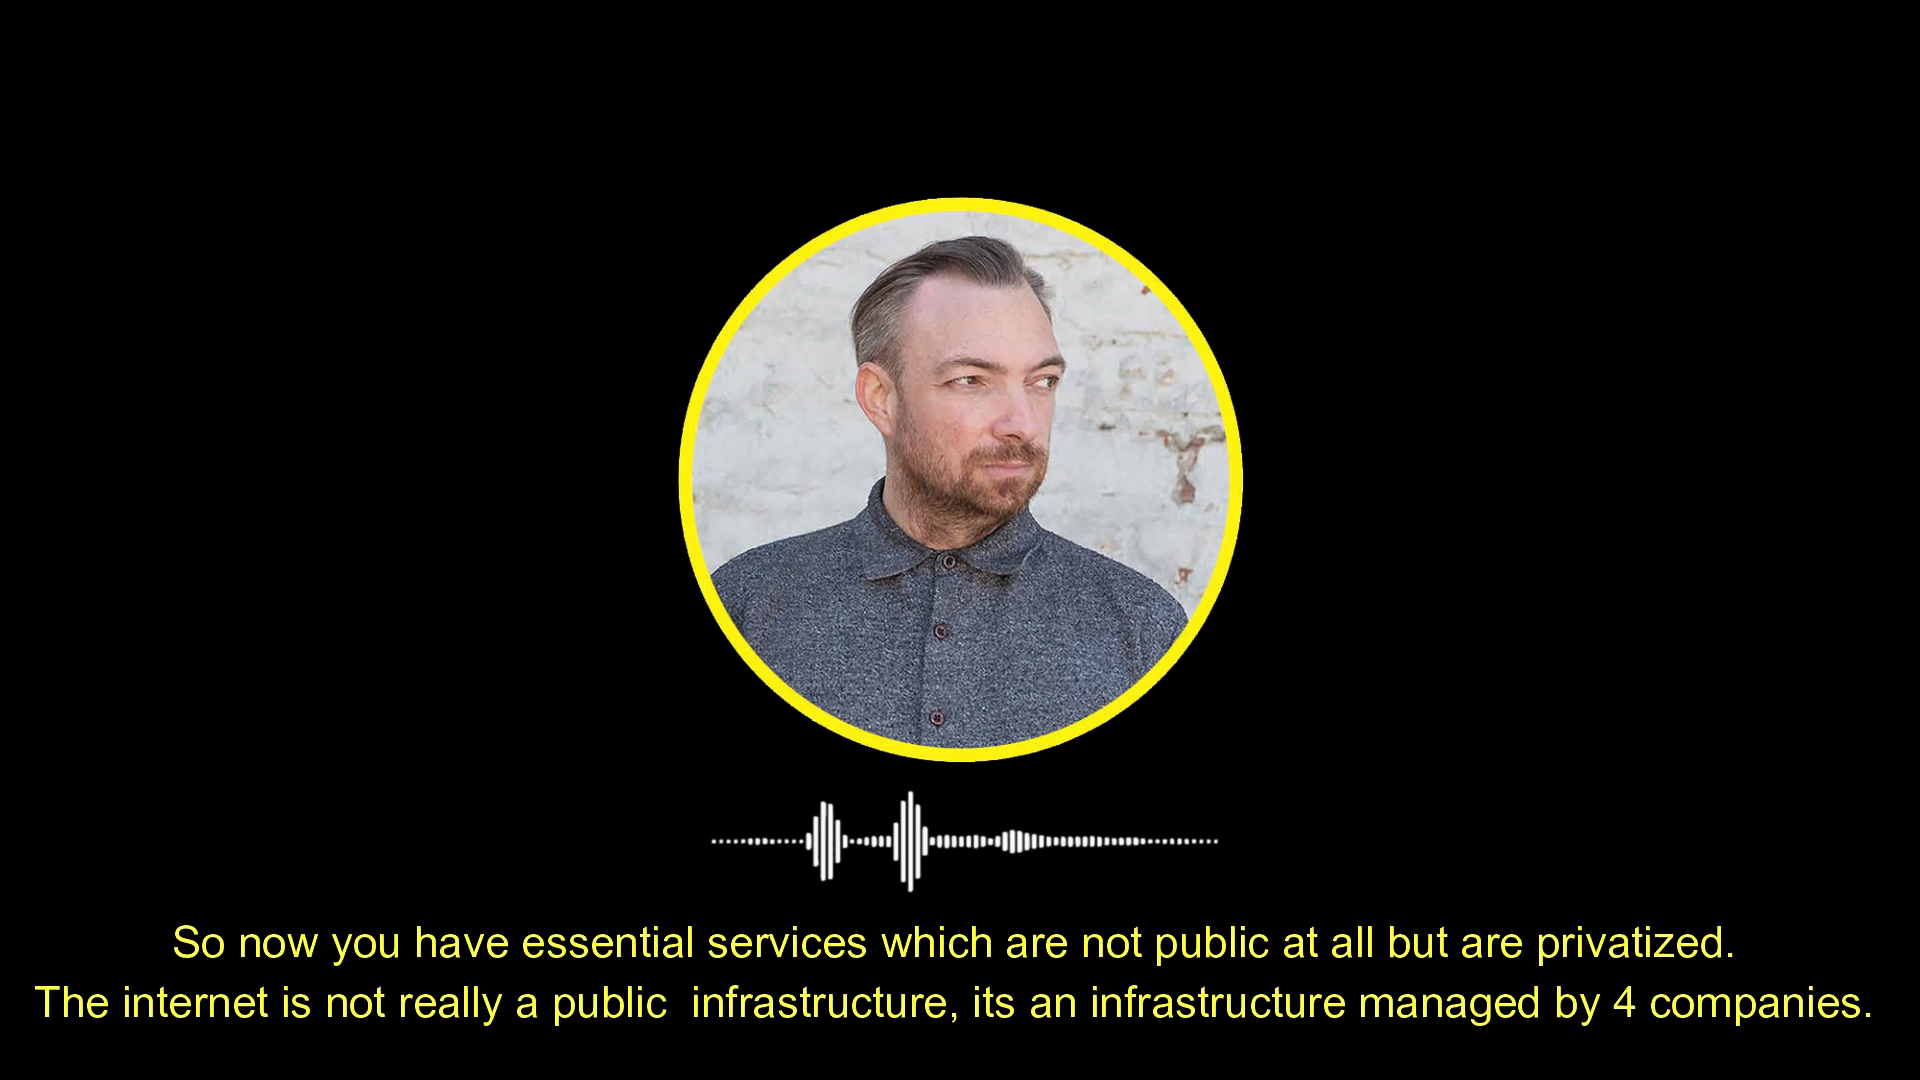 So now you have essential services which are not public at all but are privatized.
The internet is not really a public  infrastructure, its an infrastructure managed by 4 companies.